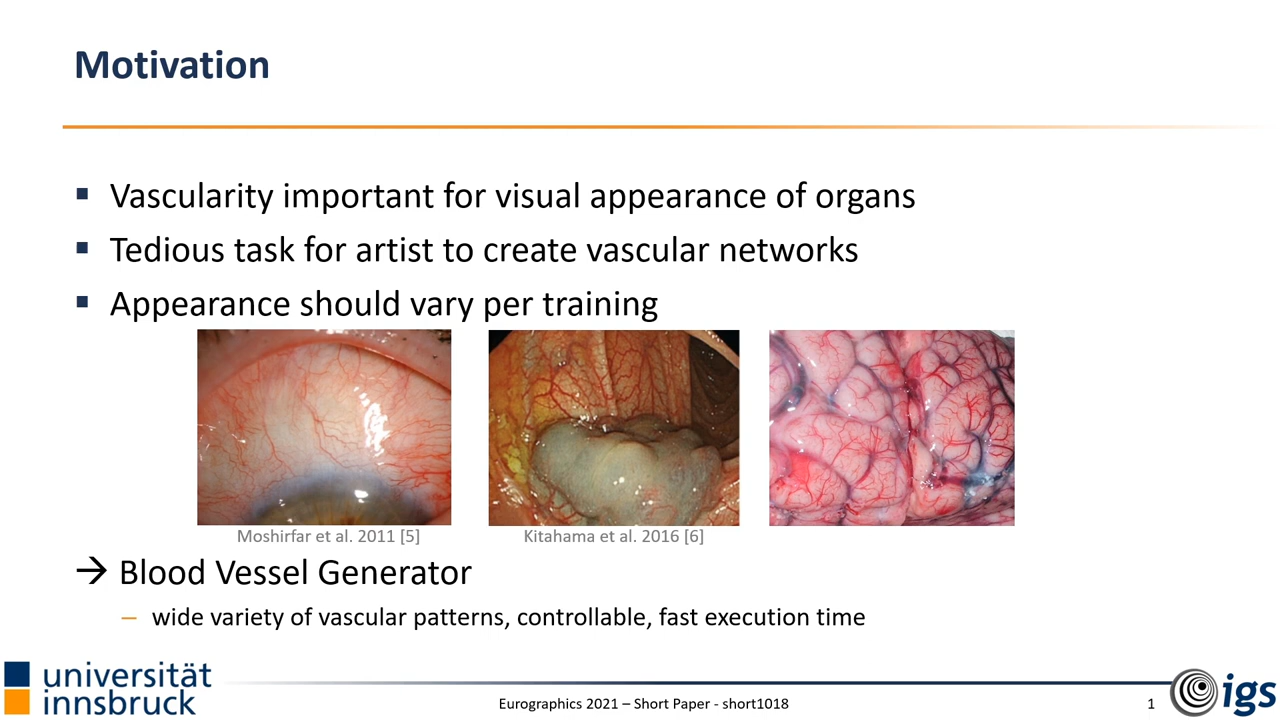 Motivation
▪ Vascularity important for visual appearance of organs
▪ Tedious task for artist to create vascular networks
▪ Appearance should vary per training
Moshirfar et al. 2011 [5]
Kitahama et al. 2016 [6]
→ Blood Vessel Generator
– wide variety of vascular patterns, controllable, fast execution time
universität
innsbruck
Eurographics 2021 – Short Paper - short1018
1
igs